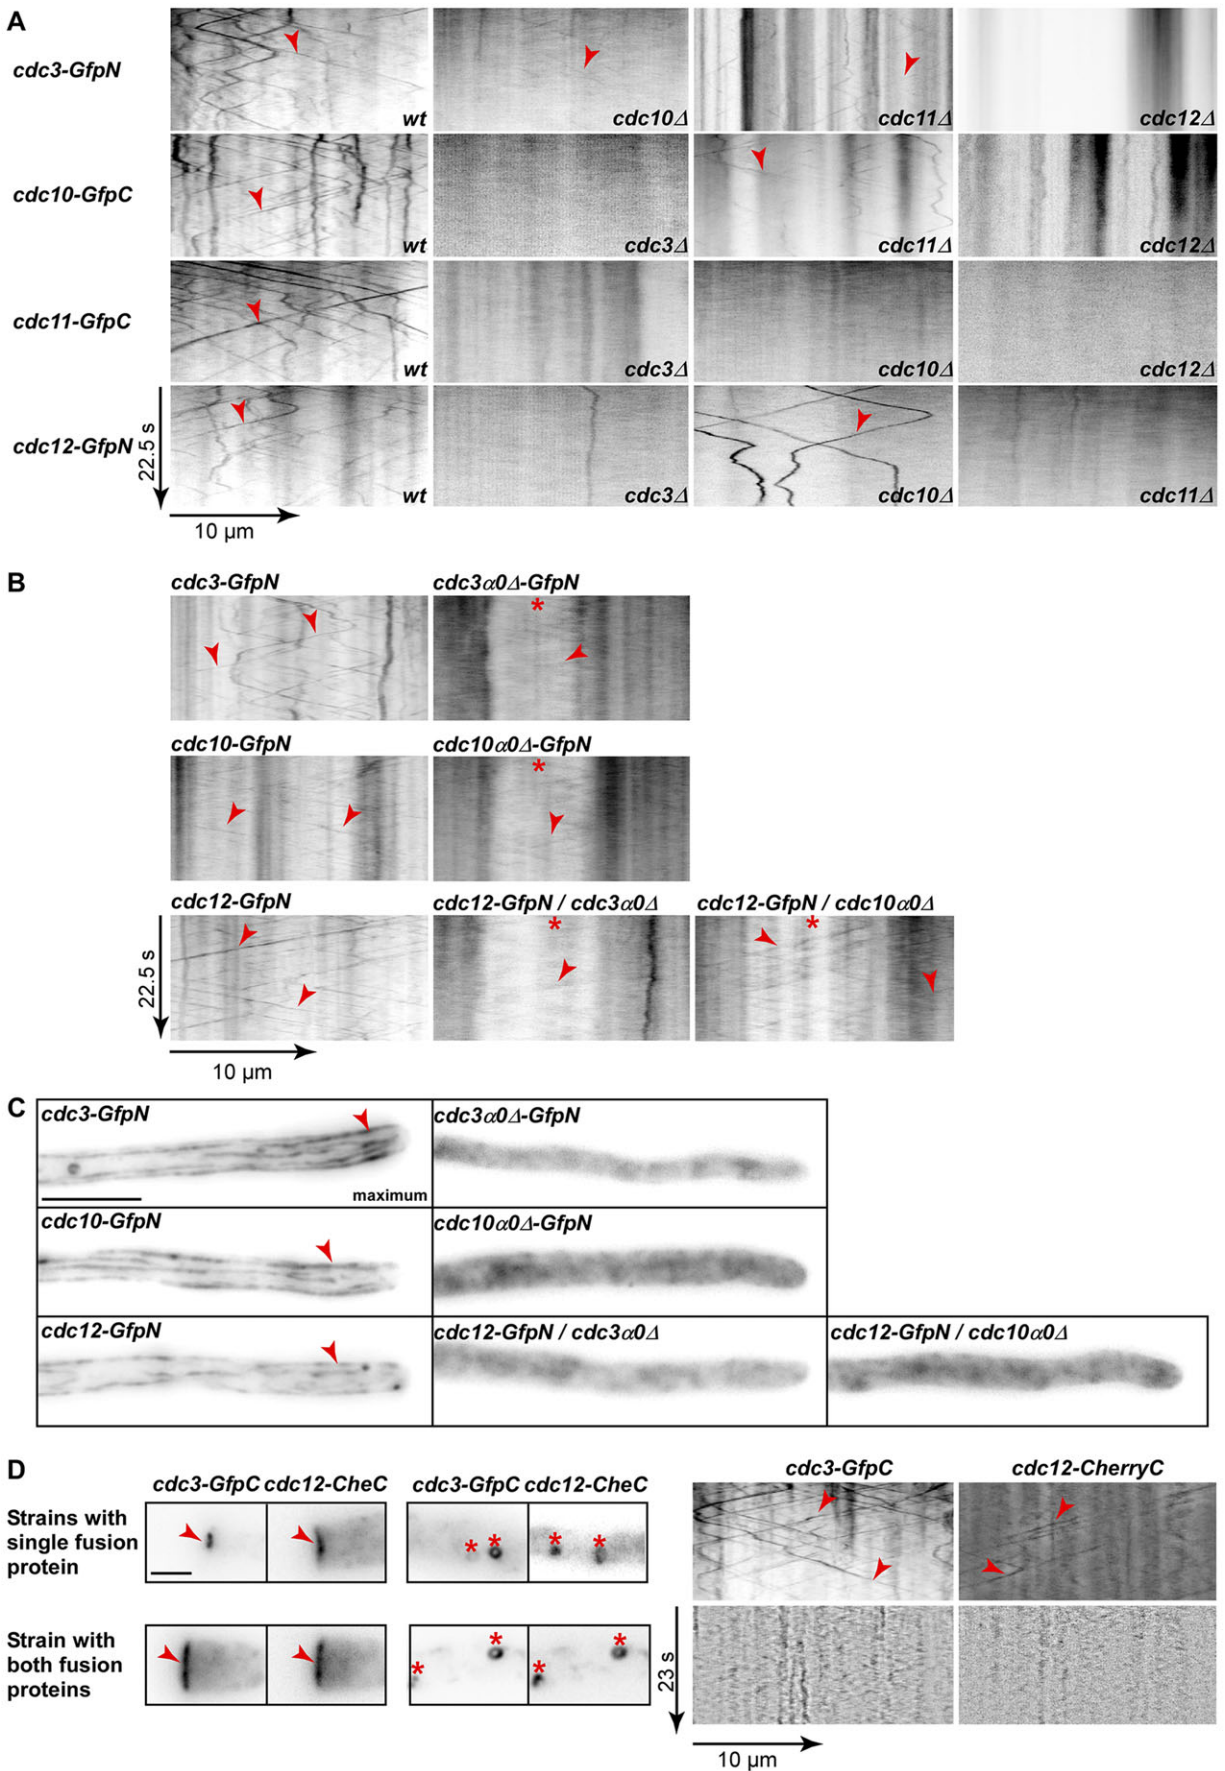 A
cdc3-GfpN
wt
cdc10Δ
cdc11Δ
cdc12Δ
cdc10-GfpC
wt
cdc3Δ
cdc11Δ
cdc12Δ
cdc11-GfpC
wt
cdc3Δ
cdc10Δ
cdc12Δ
cdc12-GfpN
22.5 s
wt
cdc3Δ
cdc10Δ
cdc11Δ
10 µm
B
cdc3-GfpN
cdc3α0Δ-GfpN
*
cdc10-GfpN
cdc10α0Δ-GfpN
*
cdc12-GfpN
cdc12-GfpN / cdc3α0Δ
cdc12-GfpN / cdc10α0Δ
* *
22.5 s
10 µm
C
cdc3-GfpN
maximum
cdc3α0Δ-GfpN
cdc10-GfpN
cdc10α0Δ-GfpN
cdc12-GfpN
cdc12-GfpN / cdc3α0Δ
cdc12-GfpN / cdc10α0Δ
D
cdc3-GfpC cdc12-CheC
cdc3-GfpC cdc12-CheC
cdc3-GfpC
cdc12-CherryC
Strains with
single fusion
protein
* * * *
Strain with
both fusion
proteins
* * * *
23 s
10 µm